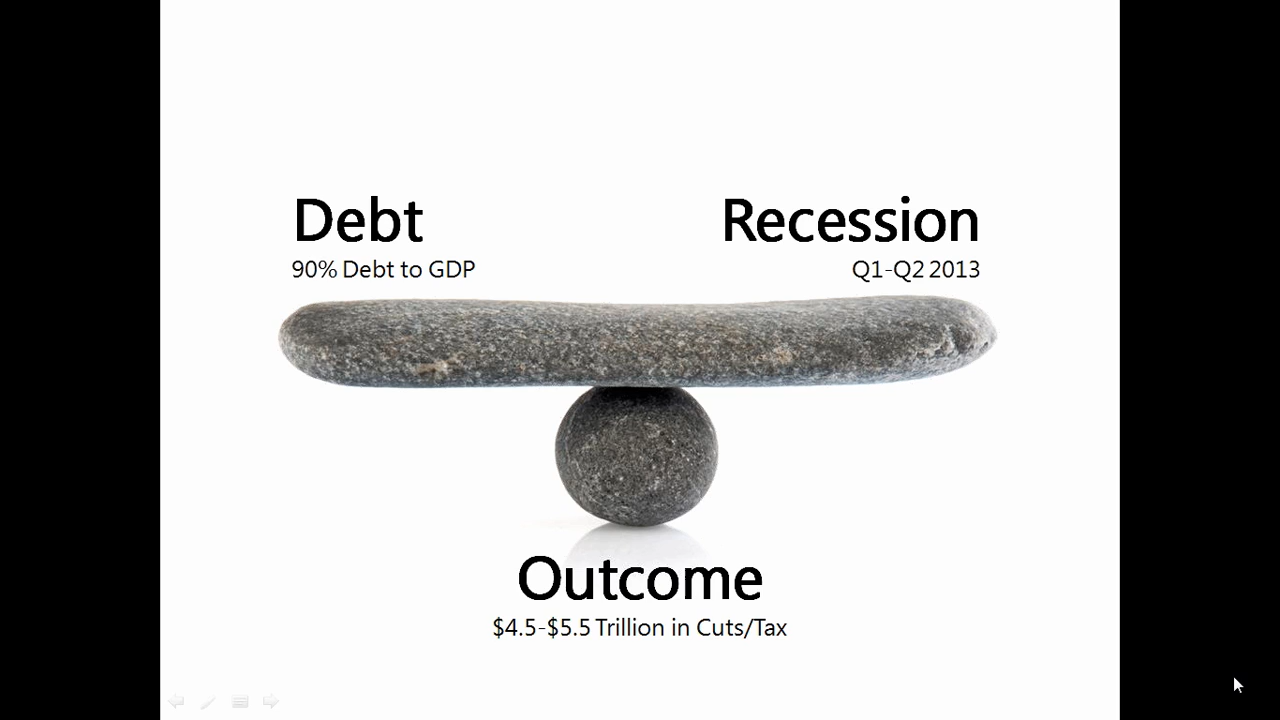 Debt
90% Debt to GDP
Recession
Q1-Q2 2013
Outcome
$4.5-$5.5 Trillion in Cuts/Tax